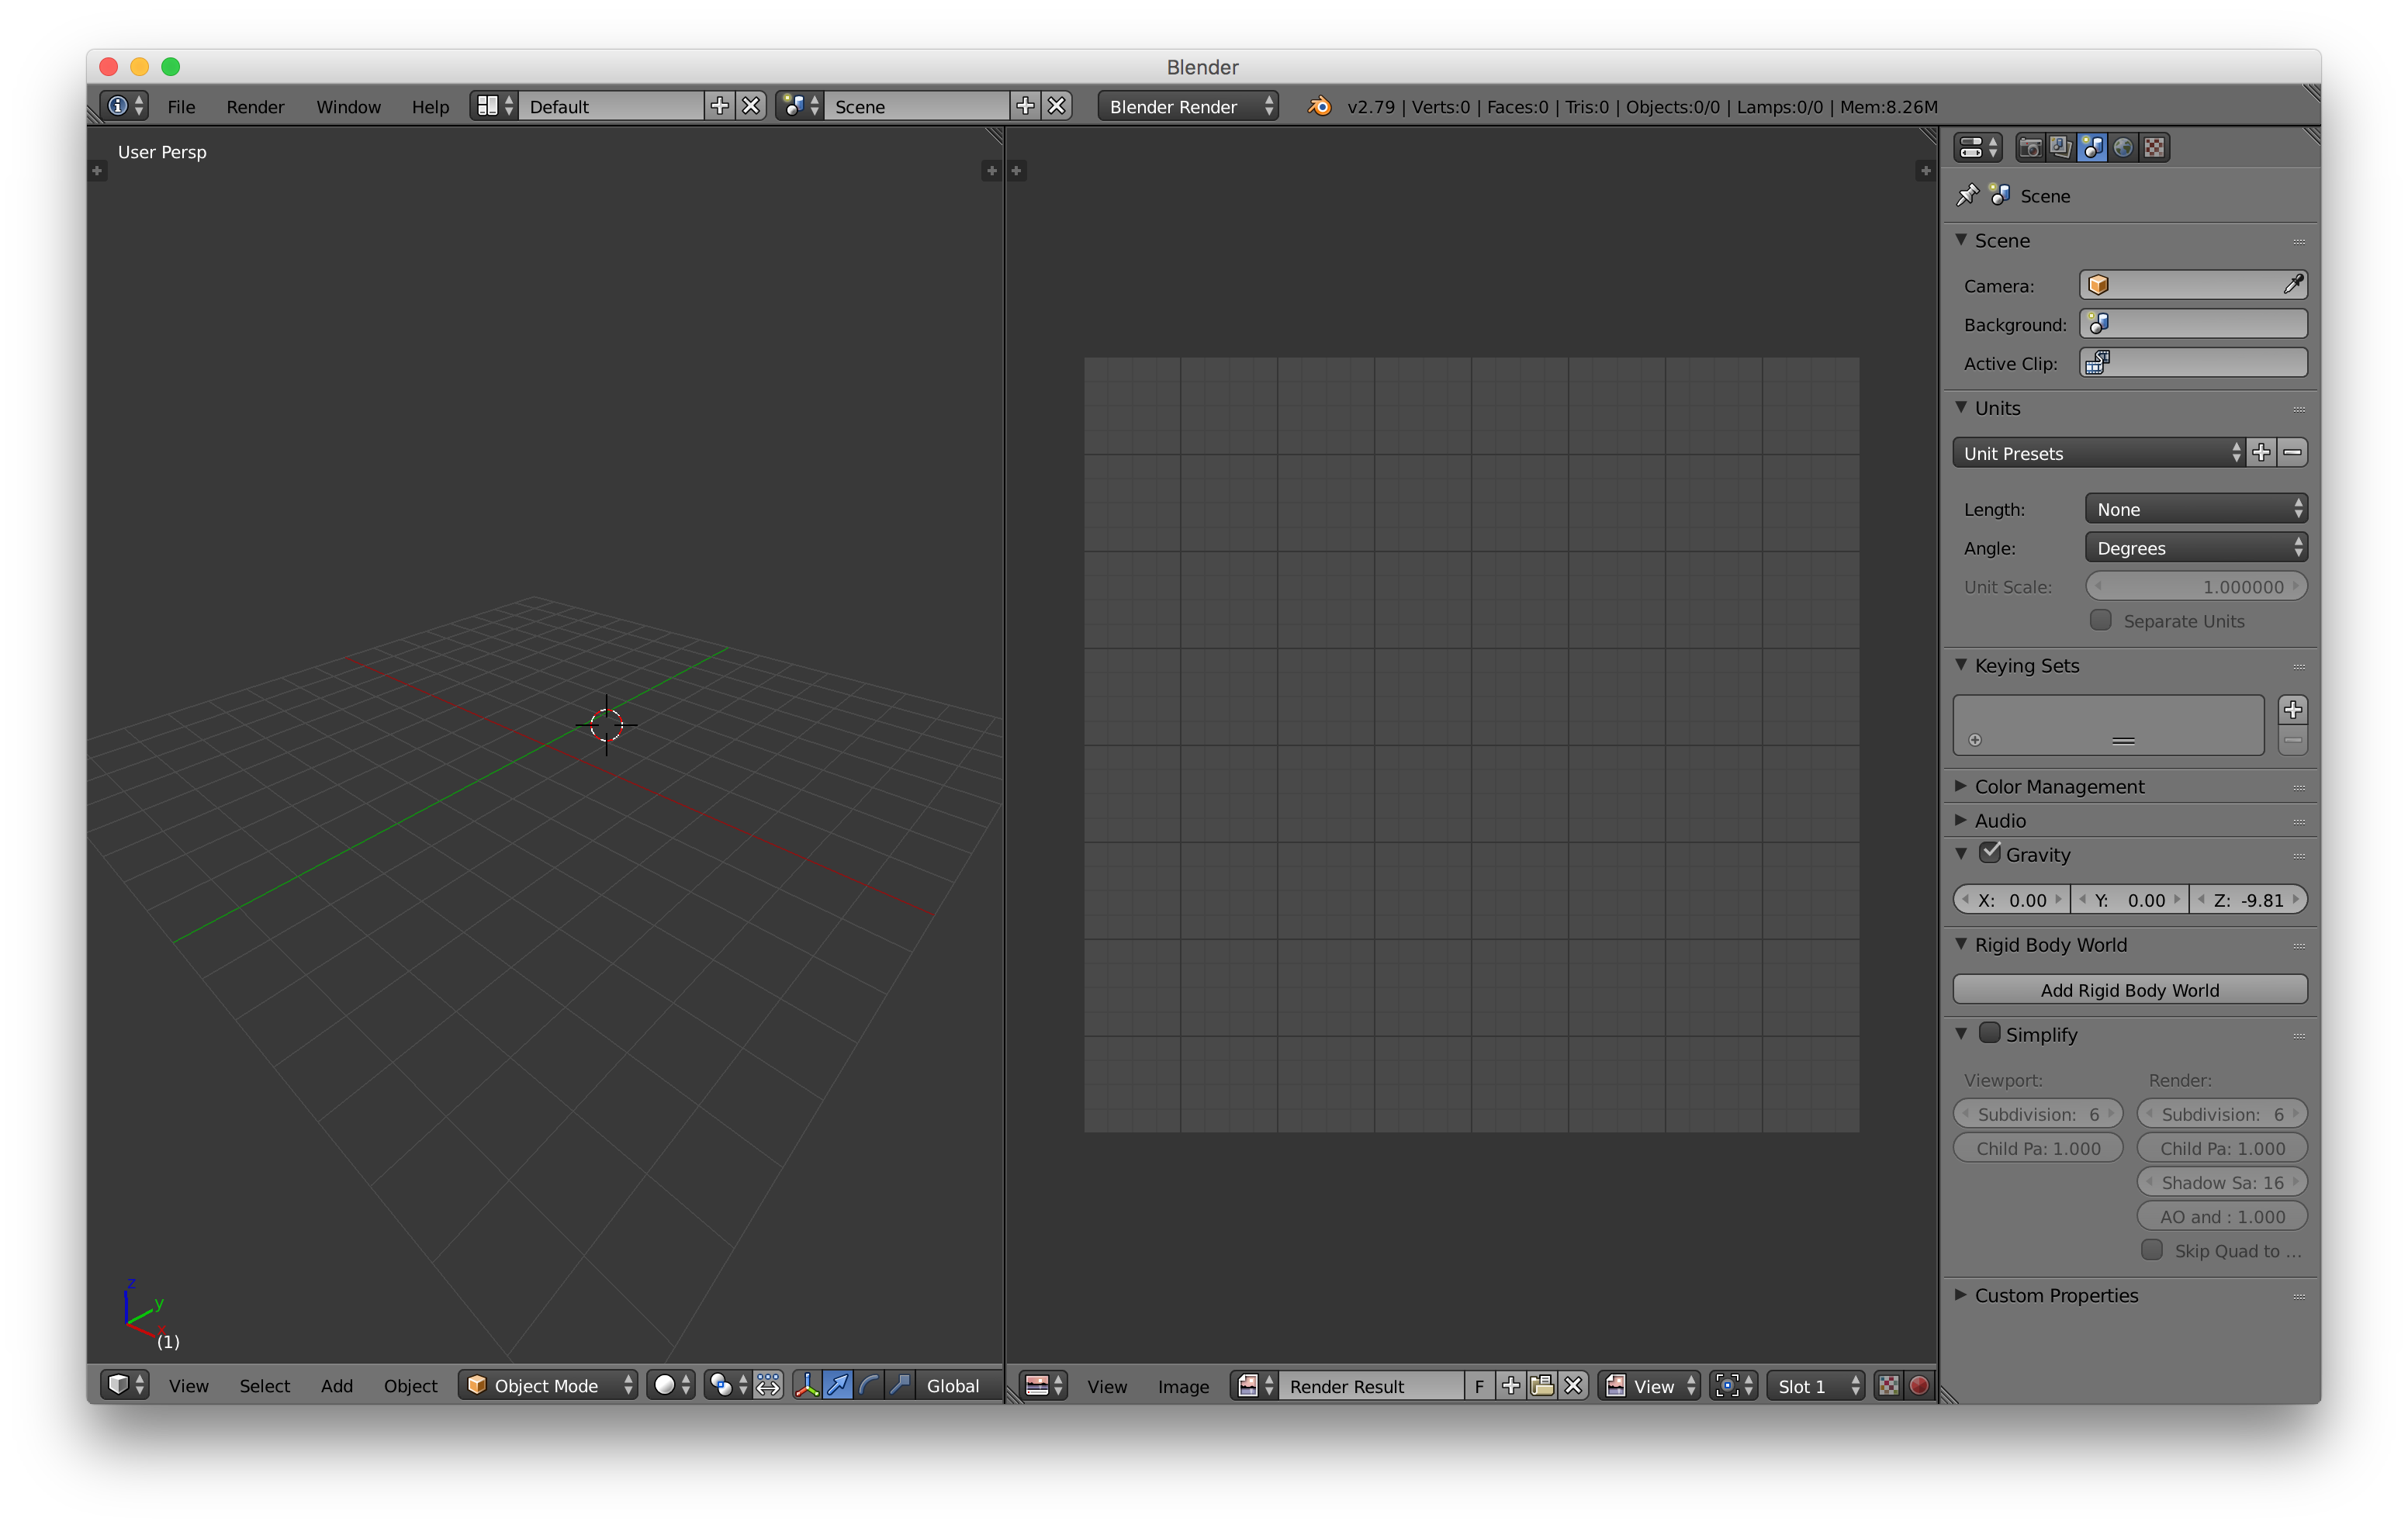 Blender
File Render Window Help Default Scene Blender Render v2.79 | Verts:0 | Faces:0 | Tris:0 | Objects:0/0 | Lamps:0/0 | Mem:8.26M
User Persp
z
y
x
(1)
View Select Add Object Object Mode Global
View Image Render Result F View Slot 1
Scene
Scene
Camera:
Background:
Active Clip:
Units
Unit Presets
Length: None
Angle: Degrees
Unit Scale: 1.000000
Separate Units
Keying Sets
Color Management
Audio
Gravity
X: 0.00 Y: 0.00 Z: -9.81
Rigid Body World
Add Rigid Body World
Simplify
Viewport: Render:
Subdivision: 6 Subdivision: 6
Child Pa: 1.000 Child Pa: 1.000
Shadow Sa: 16
AO and : 1.000
Skip Quad to ...
Custom Properties